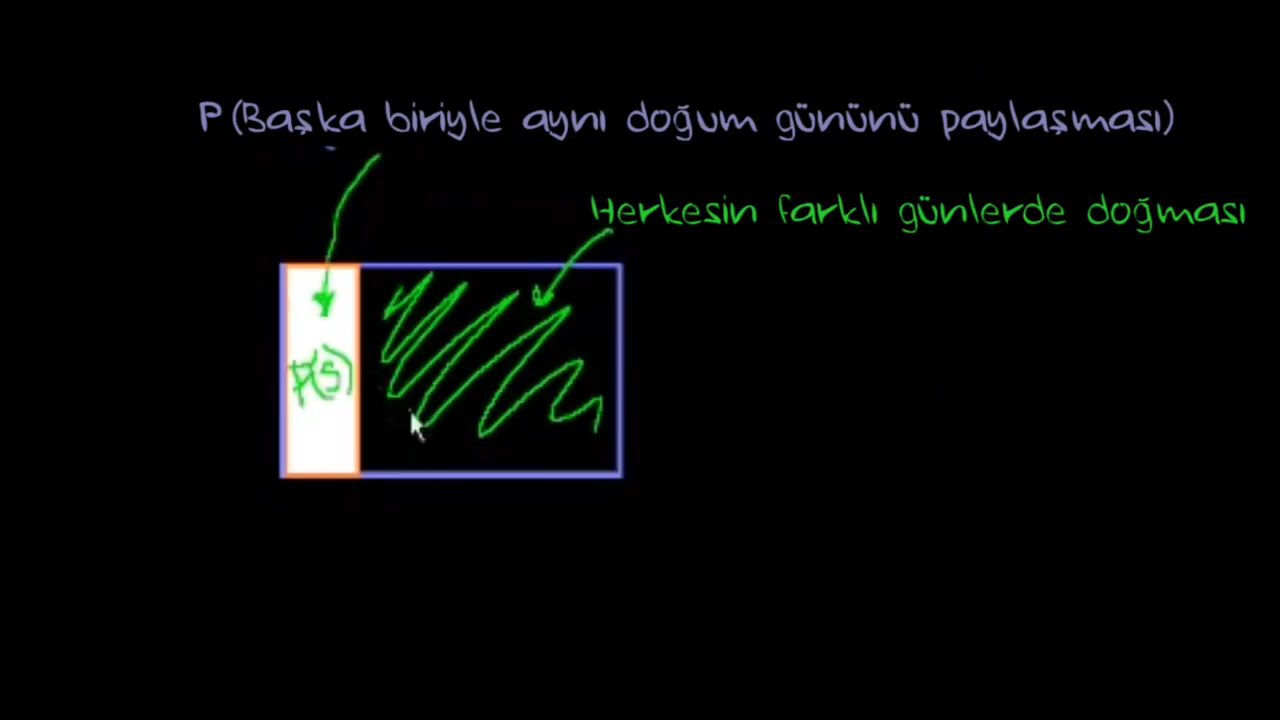 P(Başka biriyle aynı doğum gününü paylaşması)
Herkesin farklı günlerde doğması
p(s)